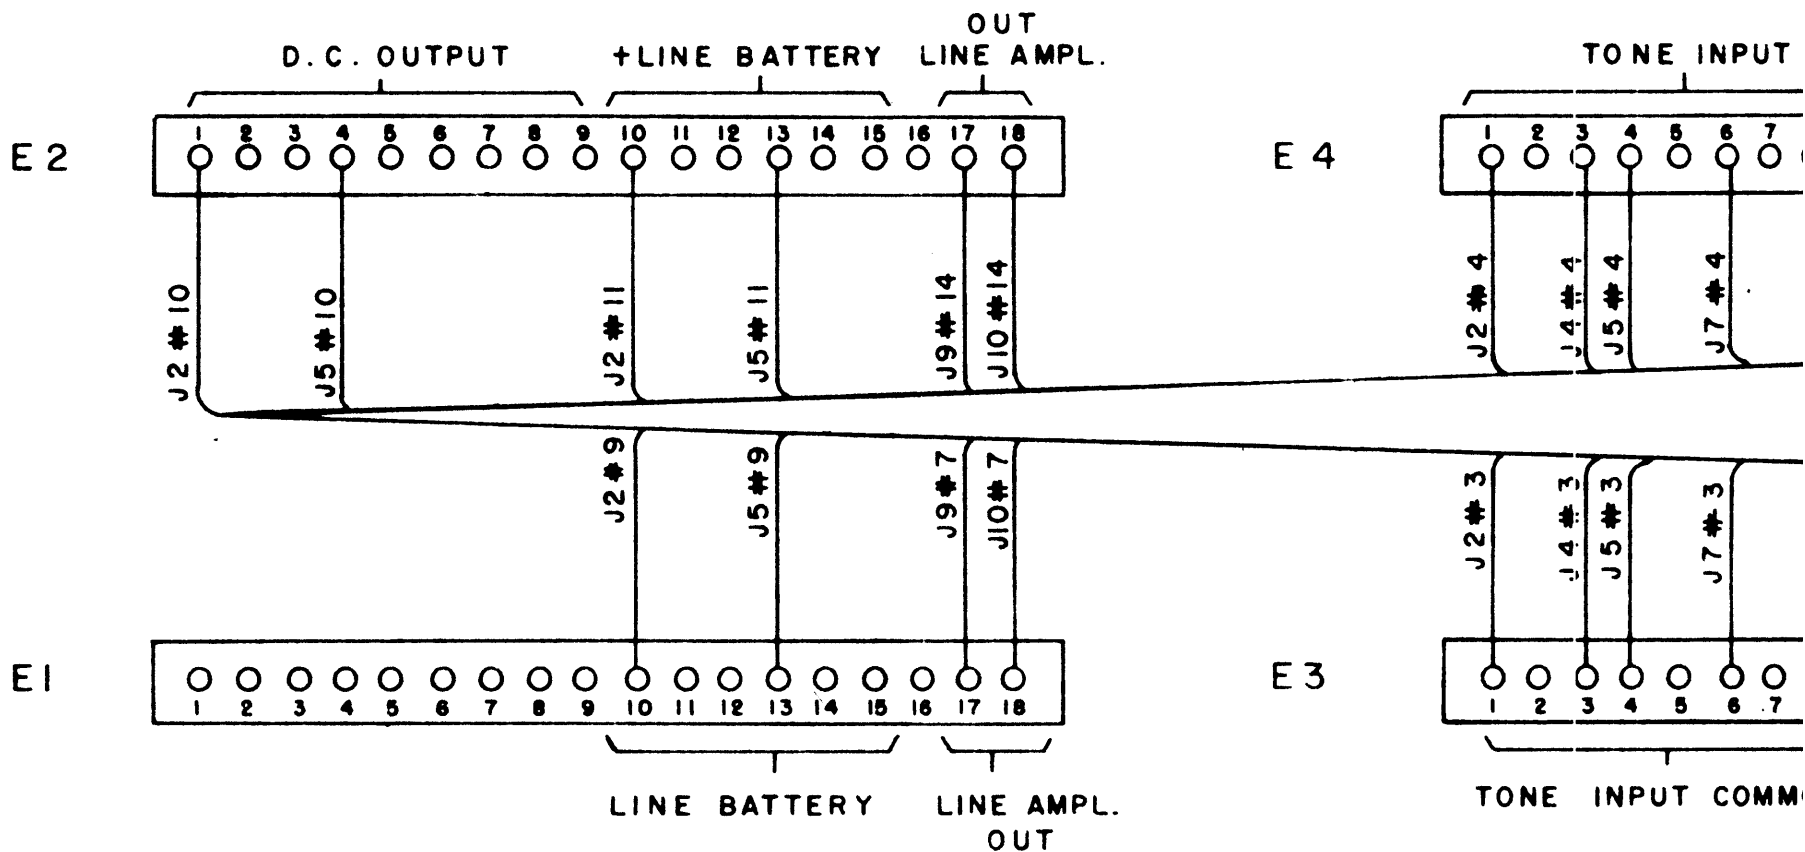 OUT
D.C. OUTPUT +LINE BATTERY LINE AMPL. TONE INPUT
E2 1 2 3 4 5 6 7 8 9 10 11 12 13 14 15 16 17 18
E4 1 2 3 4 5 6 7
J2#10 J5#10 J2#11 J5#11 J9#14 J10#14 J2#4 J4#4 J5#4 J7#4
J2#9 J5#9 J9#7 J10#7 J2#3 J4#3 J5#3 J7#3
E1 1 2 3 4 5 6 7 8 9 10 11 12 13 14 15 16 17 18
E3 1 2 3 4 5 6 7
LINE BATTERY LINE AMPL. TONE INPUT
OUT